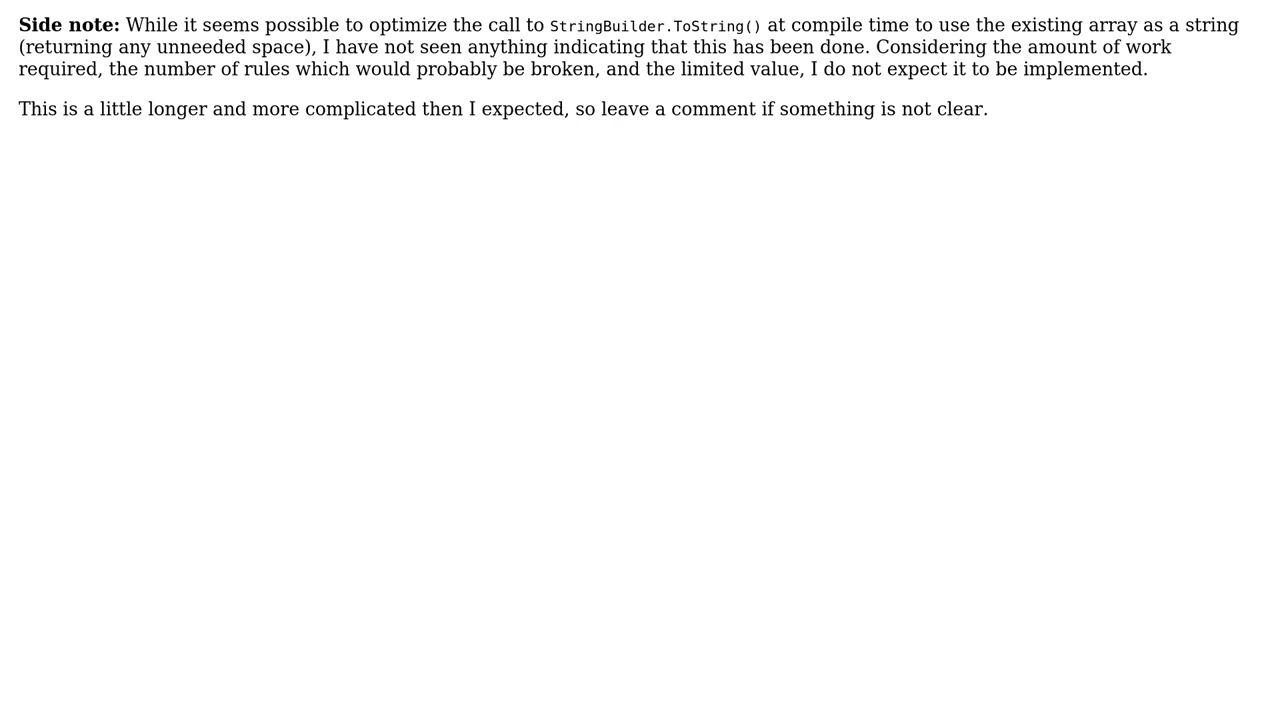 Side note: While it seems possible to optimize the call to StringBuilder.ToString() at compile time to use the existing array as a string
(returning any unneeded space), I have not seen anything indicating that this has been done. Considering the amount of work
required, the number of rules which would probably be broken, and the limited value, I do not expect it to be implemented.
This is a little longer and more complicated then I expected, so leave a comment if something is not clear.